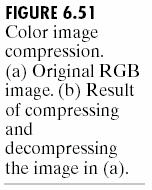 FIGURE 6.51
Color image
compression.
(a) Original RGB
image. (b) Result
of compressing
and
decompressing
the image in (a).